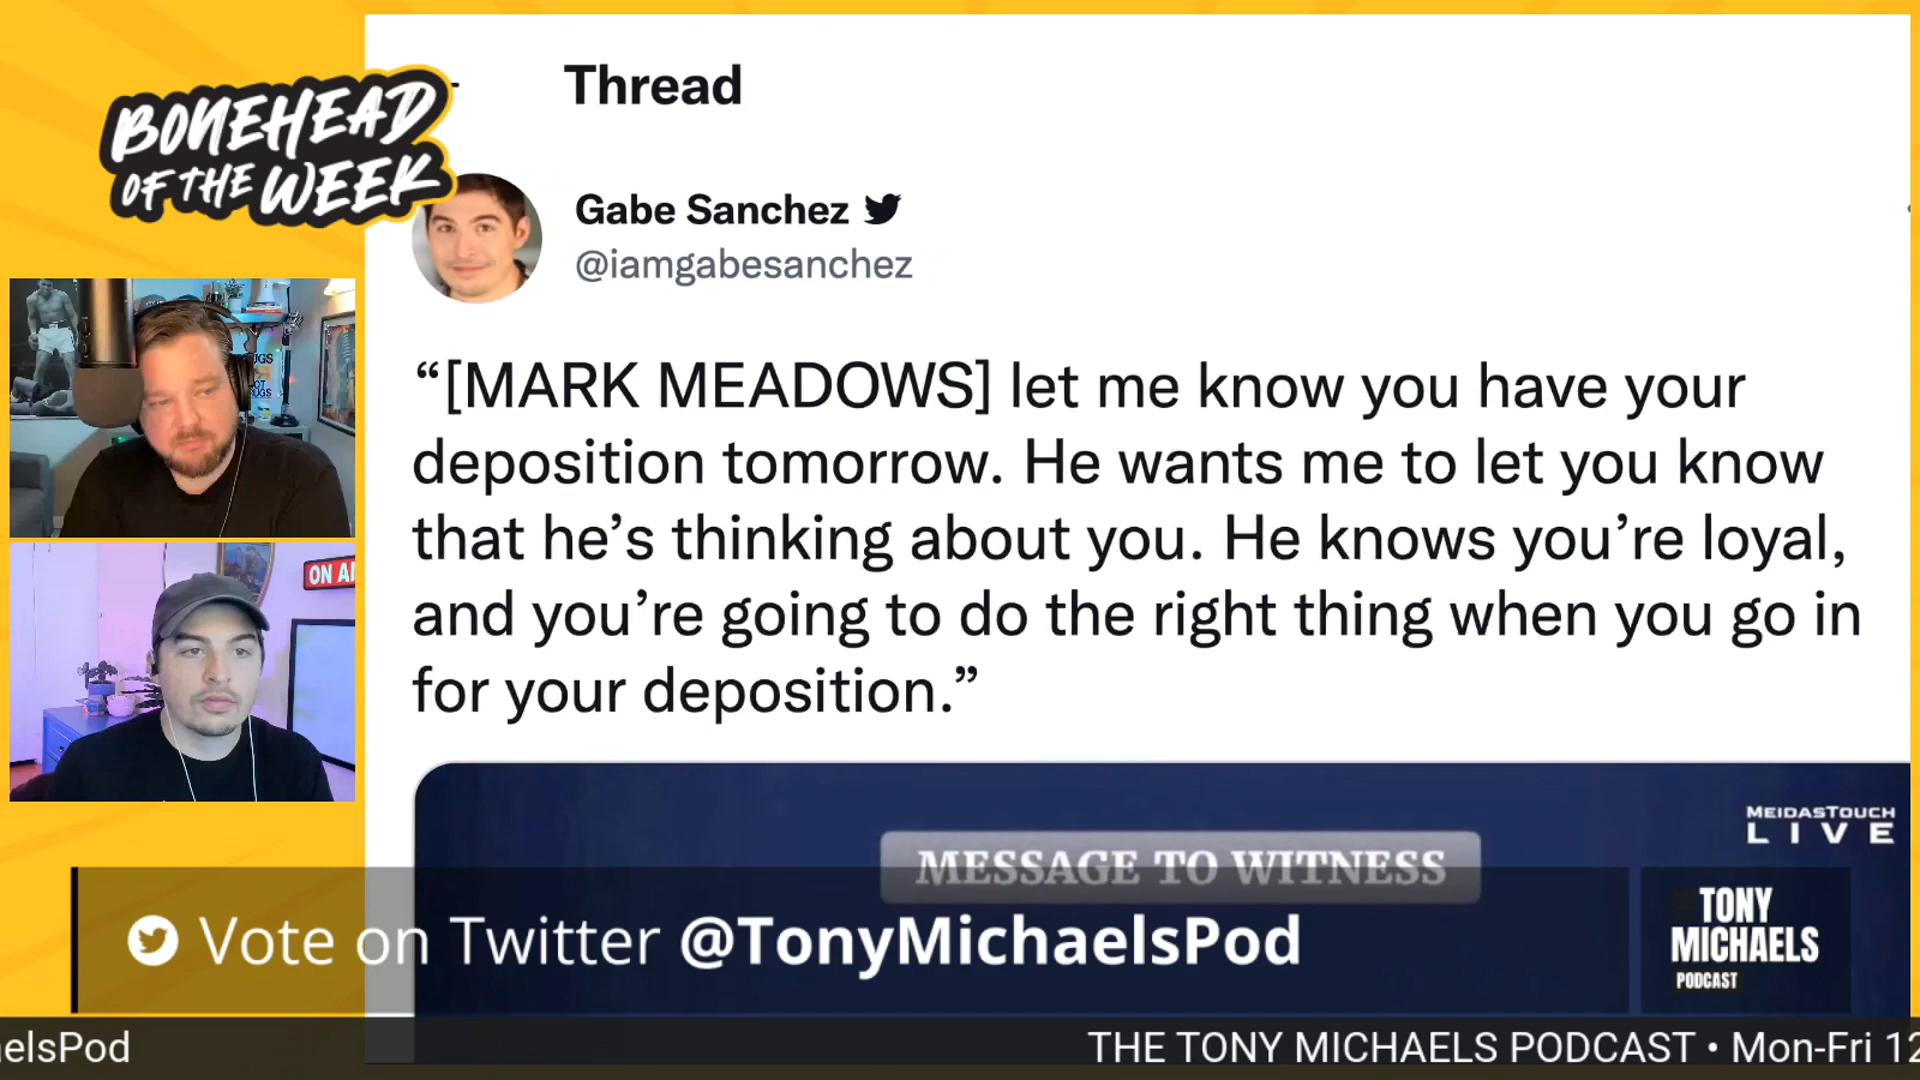 BONEHEAD
OF THE WEEK
Thread
Gabe Sanchez
@iamgabesanchez
“[MARK MEADOWS] let me know you have your
deposition tomorrow. He wants me to let you know
that he’s thinking about you. He knows you’re loyal,
and you’re going to do the right thing when you go in
for your deposition.”
ON AI
MEIDASTOUCH
LIVE
MESSAGE TO WITNESS
Vote on Twitter @TonyMichaelsPod
TONY
MICHAELS
PODCAST
aelsPod
THE TONY MICHAELS PODCAST • Mon-Fri 12